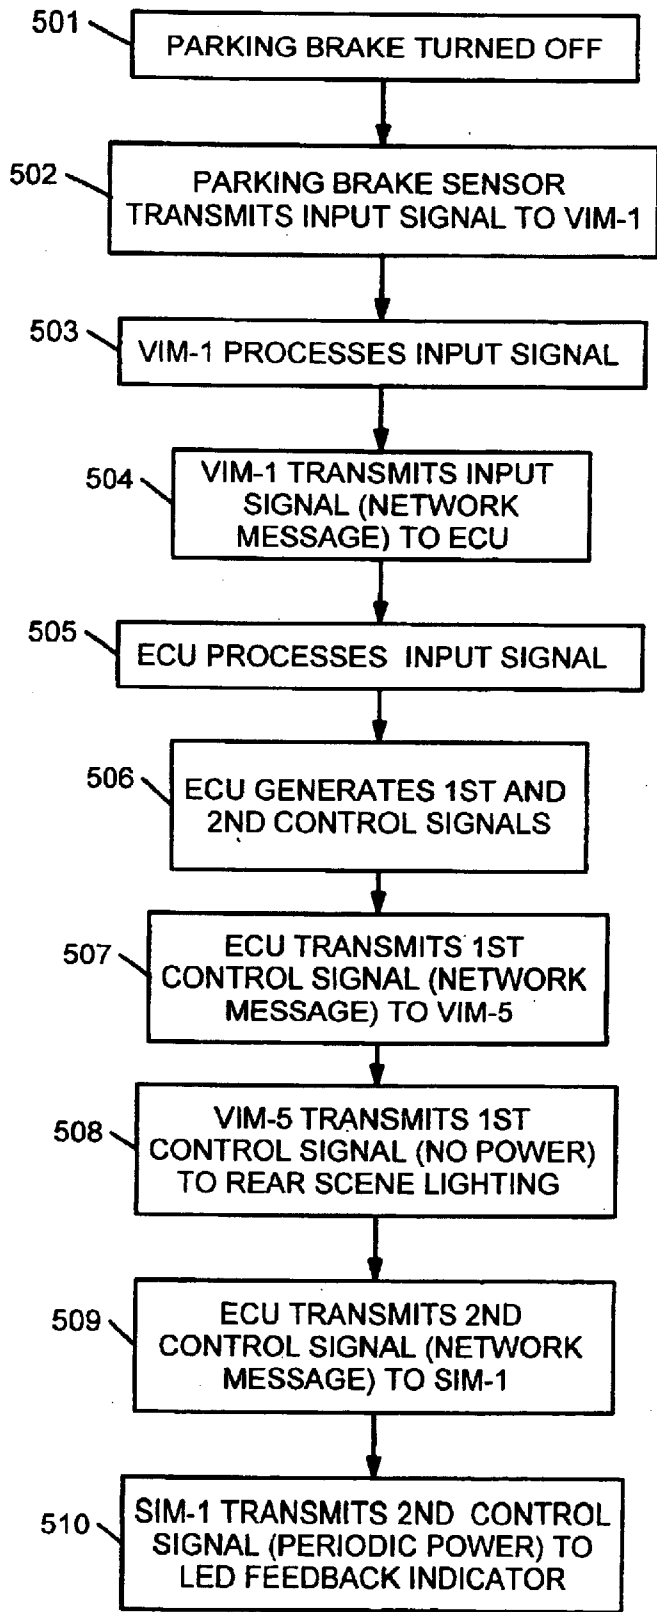 501
PARKING BRAKE TURNED OFF
502
PARKING BRAKE SENSOR
TRANSMITS INPUT SIGNAL TO VIM-1
503
VIM-1 PROCESSES INPUT SIGNAL
504
VIM-1 TRANSMITS INPUT
SIGNAL (NETWORK
MESSAGE) TO ECU
505
ECU PROCESSES INPUT SIGNAL
506
ECU GENERATES 1ST AND
2ND CONTROL SIGNALS
507
ECU TRANSMITS 1ST
CONTROL SIGNAL (NETWORK
MESSAGE) TO VIM-5
508
VIM-5 TRANSMITS 1ST
CONTROL SIGNAL (NO POWER)
TO REAR SCENE LIGHTING
509
ECU TRANSMITS 2ND
CONTROL SIGNAL (NETWORK
MESSAGE) TO SIM-1
510
SIM-1 TRANSMITS 2ND CONTROL
SIGNAL (PERIODIC POWER) TO
LED FEEDBACK INDICATOR